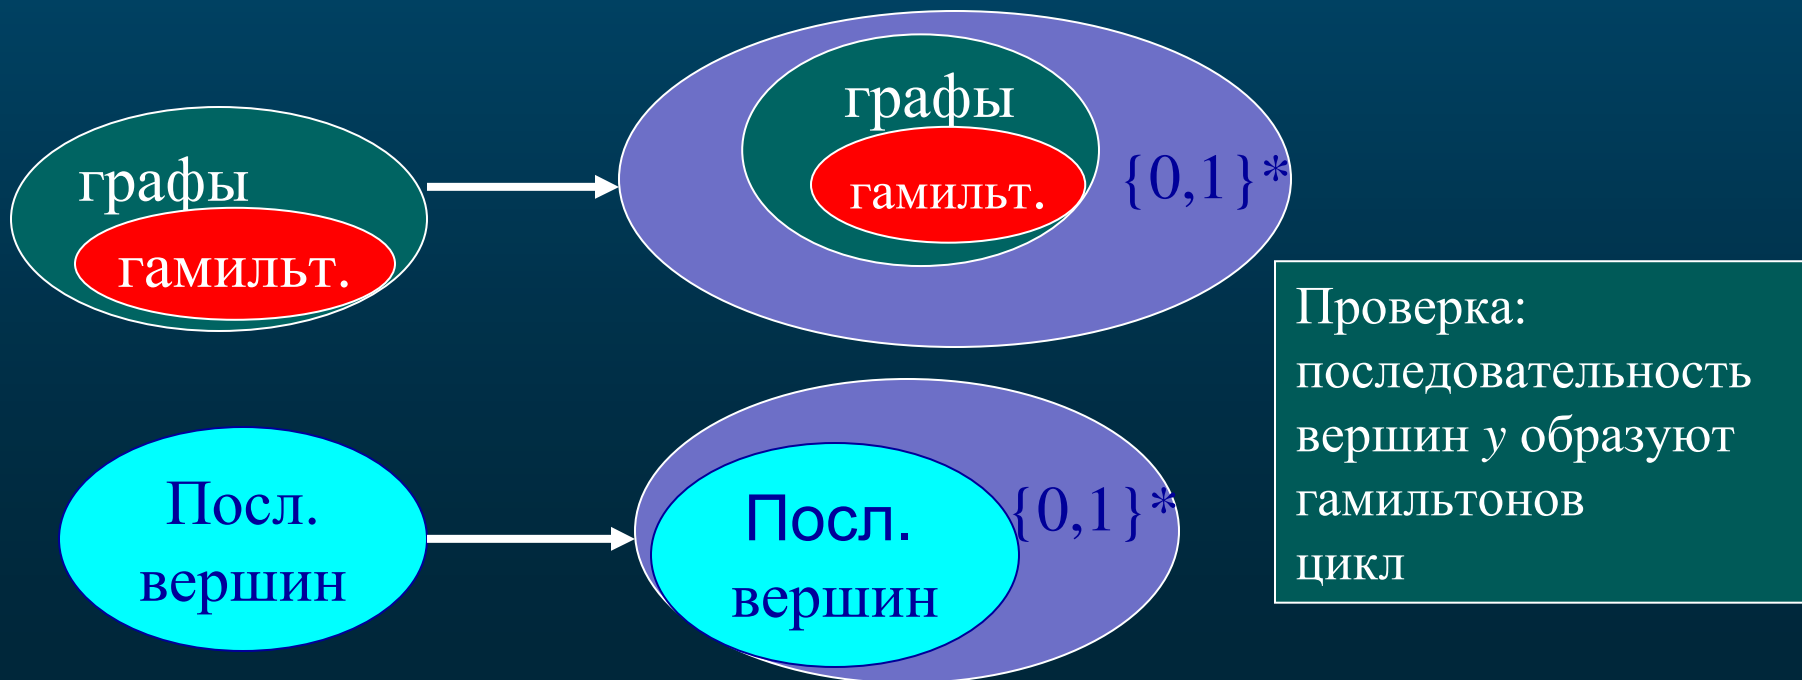 графы
гамильт.
графы
гамильт.
{0,1}*
Посл.
вершин
Посл.
вершин
{0,1}*
Проверка:
последовательность
вершин y образуют
гамильтонов
цикл